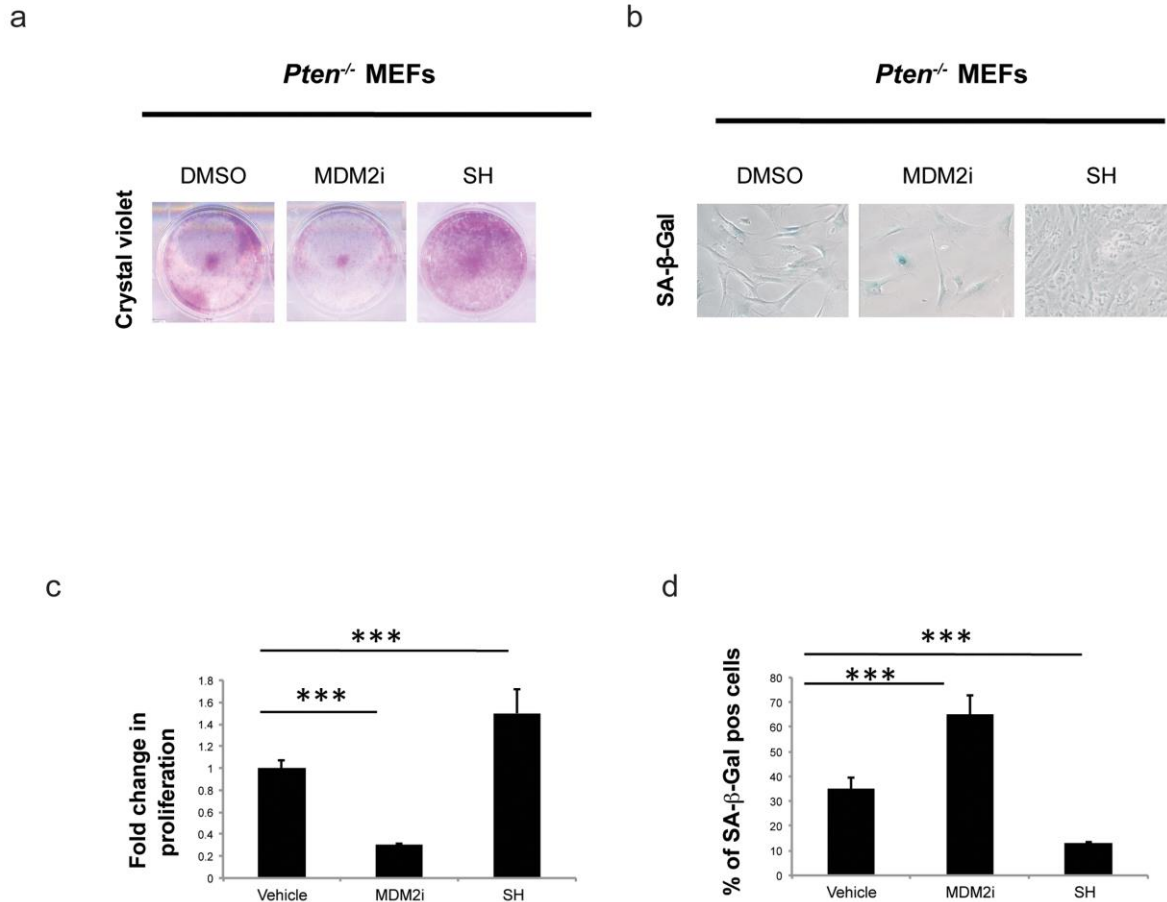 a
Pten-/- MEFs
DMSO MDM2i SH
Crystal violet
b
Pten-/- MEFs
DMSO MDM2i SH
SA-β-Gal
c
***
***
Fold change in
proliferation
1.8
1.6
1.4
1.2
1
0.8
0.6
0.4
0.2
0
Vehicle MDM2i SH
d
***
***
% of SA-β-Gal pos cells
80
70
60
50
40
30
20
10
0
Vehicle MDM2i SH